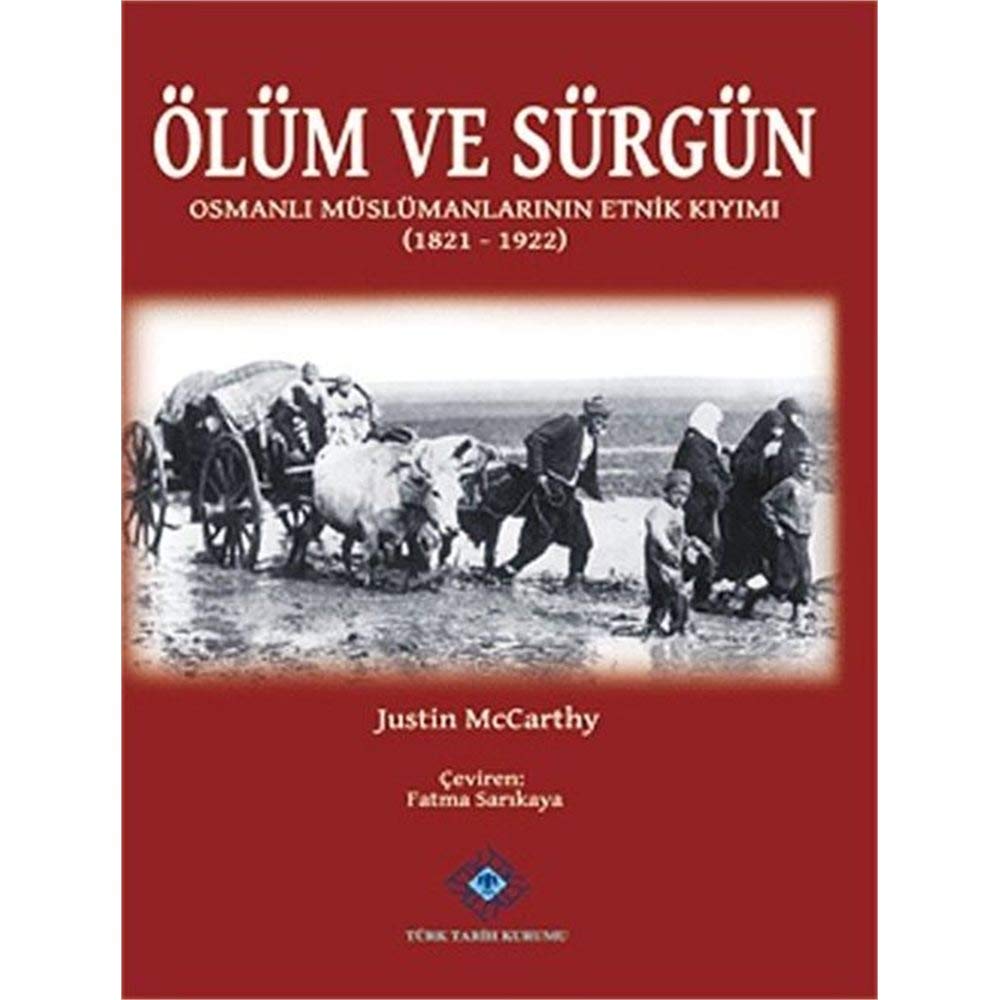 ÖLÜM VE SÜRGÜN
OSMANLI MÜSLÜMANLARININ ETNİK KIYIMI
(1821 - 1922)
Justin McCarthy
Çeviren:
Fatma Sarıkaya
TÜRK TARİH KURUMU